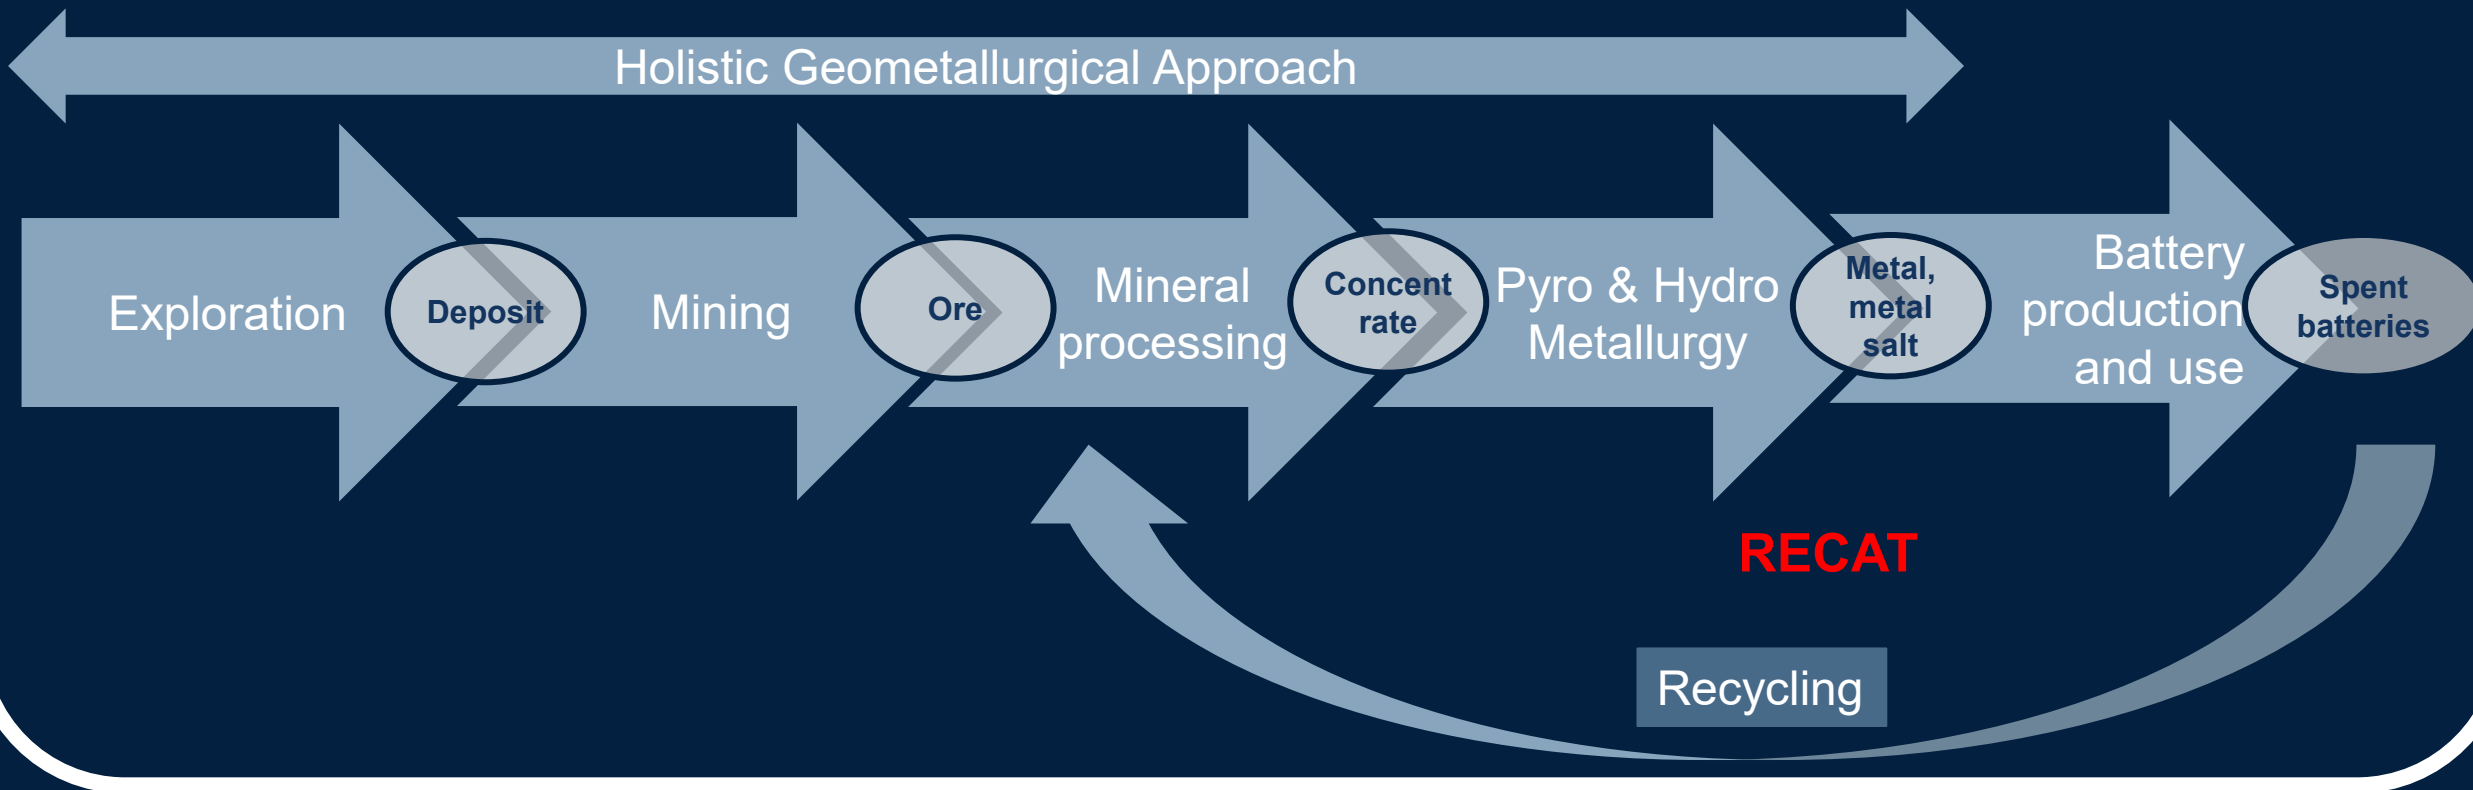 Holistic Geometallurgical Approach
Exploration
Deposit
Mining
Ore
Mineral
processing
Concent
rate
Pyro & Hydro
Metallurgy
Metal,
metal
salt
Battery
production
and use
Spent
batteries
RECAT
Recycling